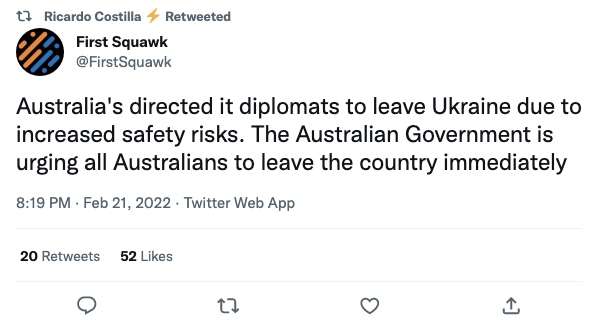 Ricardo Costilla ⚡ Retweeted
First Squawk
@FirstSquawk
Australia's directed it diplomats to leave Ukraine due to
increased safety risks. The Australian Government is
urging all Australians to leave the country immediately
8:19 PM · Feb 21, 2022 · Twitter Web App
20 Retweets 52 Likes